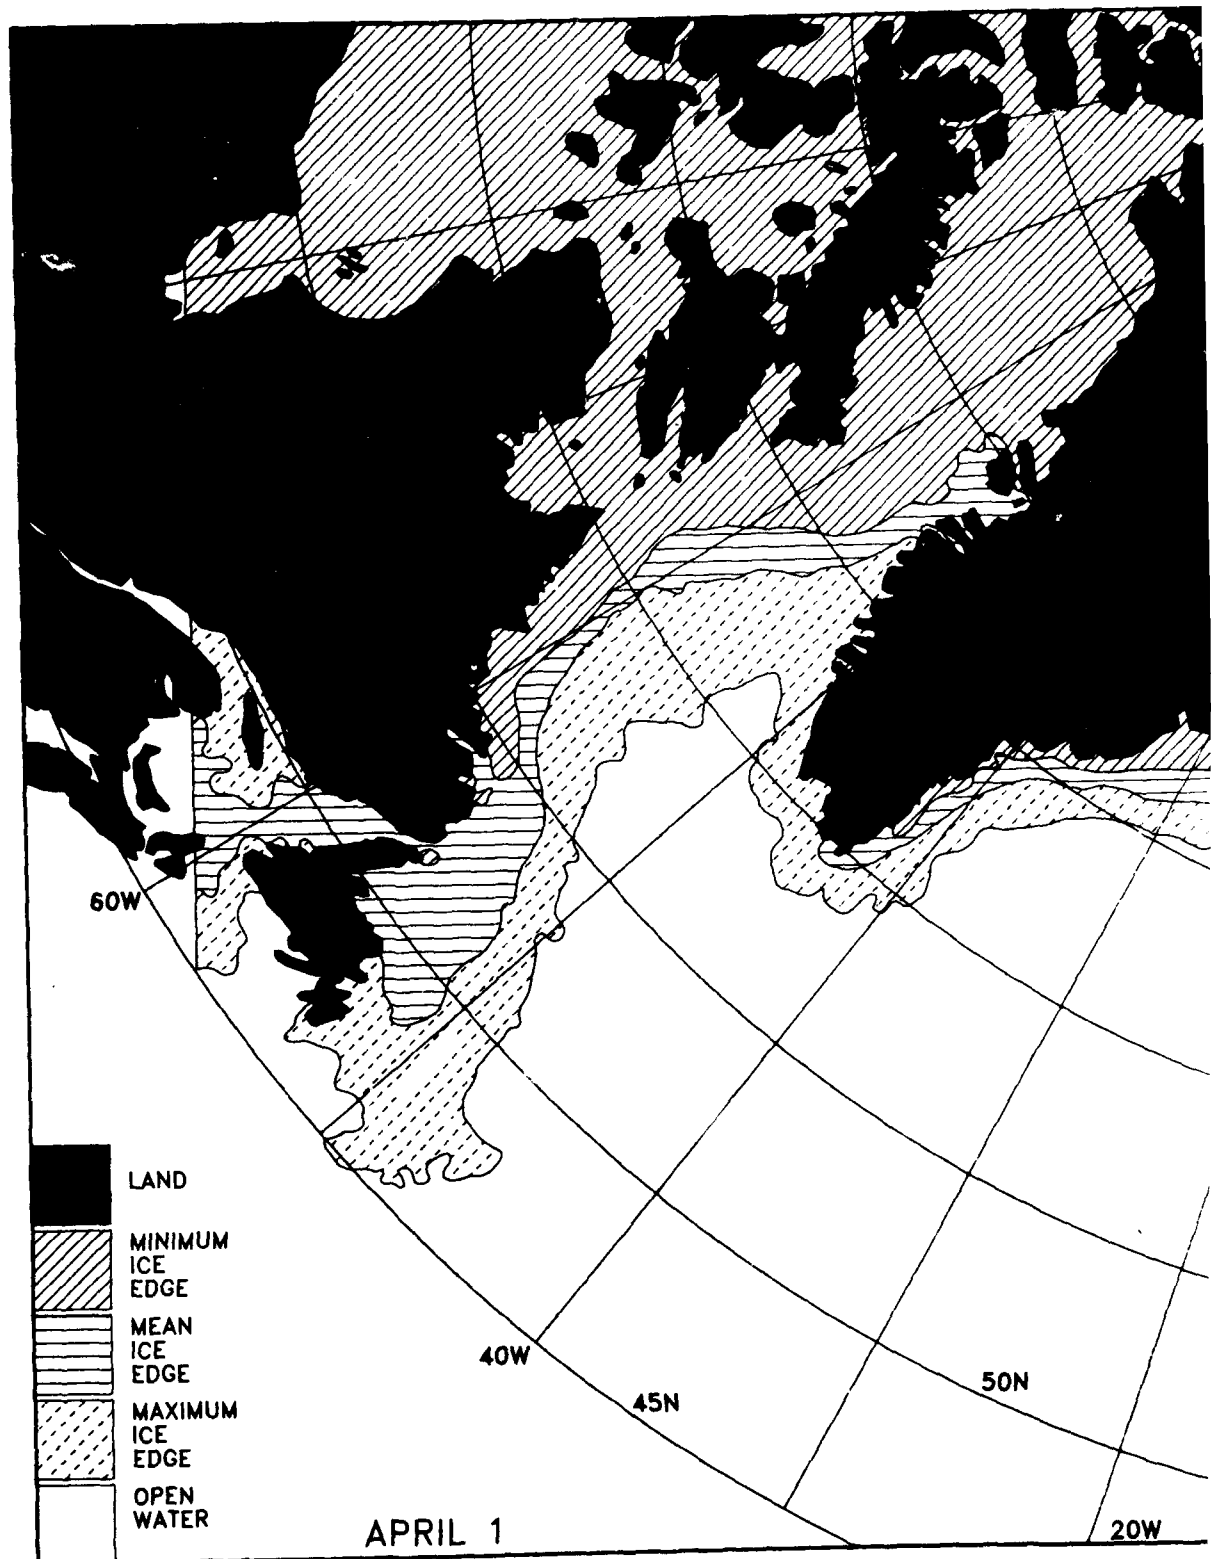 60W
LAND
MINIMUM
ICE
EDGE
MEAN
ICE
EDGE
40W
50N
45N
MAXIMUM
ICE
EDGE
OPEN
WATER
APRIL 1
20W